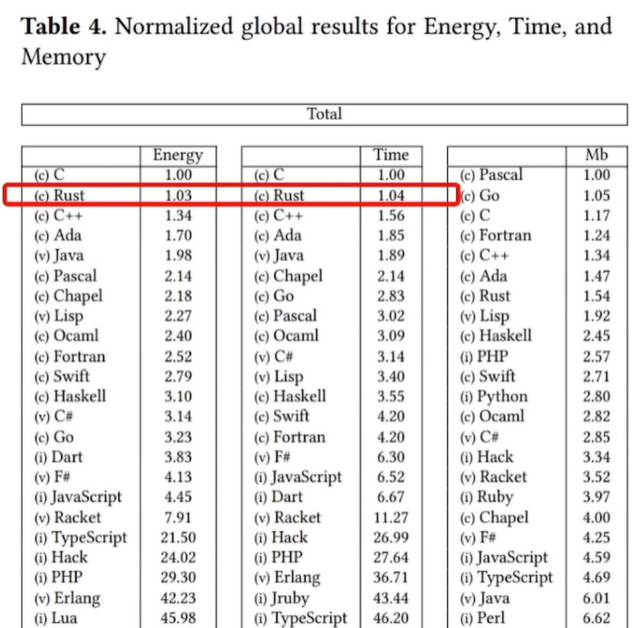 Table 4. Normalized global results for Energy, Time, and
Memory
Total
Energy Time Mb
(c) C 1.00 (c) C 1.00 (c) Pascal 1.00
(c) Rust 1.03 (c) Rust 1.04 (c) Go 1.05
(c) C++ 1.34 (c) C++ 1.56 (c) C 1.17
(c) Ada 1.70 (c) Ada 1.85 (c) Fortran 1.24
(v) Java 1.98 (v) Java 1.89 (c) C++ 1.34
(c) Pascal 2.14 (c) Chapel 2.14 (c) Ada 1.47
(c) Chapel 2.18 (c) Go 2.83 (c) Rust 1.54
(v) Lisp 2.27 (c) Pascal 3.02 (v) Lisp 1.92
(c) Ocaml 2.40 (c) Ocaml 3.09 (c) Haskell 2.45
(c) Fortran 2.52 (v) C# 3.14 (i) PHP 2.57
(c) Swift 2.79 (v) Lisp 3.40 (c) Swift 2.71
(c) Haskell 3.10 (c) Haskell 3.55 (i) Python 2.80
(v) C# 3.14 (c) Swift 4.20 (c) Ocaml 2.82
(c) Go 3.23 (c) Fortran 4.20 (v) C# 2.85
(i) Dart 3.83 (v) F# 6.30 (i) Hack 3.34
(v) F# 4.13 (i) JavaScript 6.52 (v) Racket 3.52
(i) JavaScript 4.45 (i) Dart 6.67 (i) Ruby 3.97
(v) Racket 7.91 (v) Racket 11.27 (c) Chapel 4.00
(i) TypeScript 21.50 (i) Hack 26.99 (v) F# 4.25
(i) Hack 24.02 (i) PHP 27.64 (i) JavaScript 4.59
(i) PHP 29.30 (v) Erlang 36.71 (i) TypeScript 4.69
(v) Erlang 42.23 (i) Jruby 43.44 (v) Java 6.01
(i) Lua 45.98 (i) TypeScript 46.20 (i) Perl 6.62